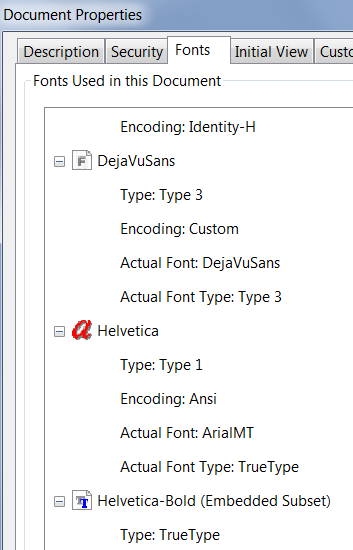 Document Properties
Description Security Fonts Initial View Custo
Fonts Used in this Document
Encoding: Identity-H
DejaVuSans
Type: Type 3
Encoding: Custom
Actual Font: DejaVuSans
Actual Font Type: Type 3
Helvetica
Type: Type 1
Encoding: Ansi
Actual Font: ArialMT
Actual Font Type: TrueType
Helvetica-Bold (Embedded Subset)
Type: TrueType